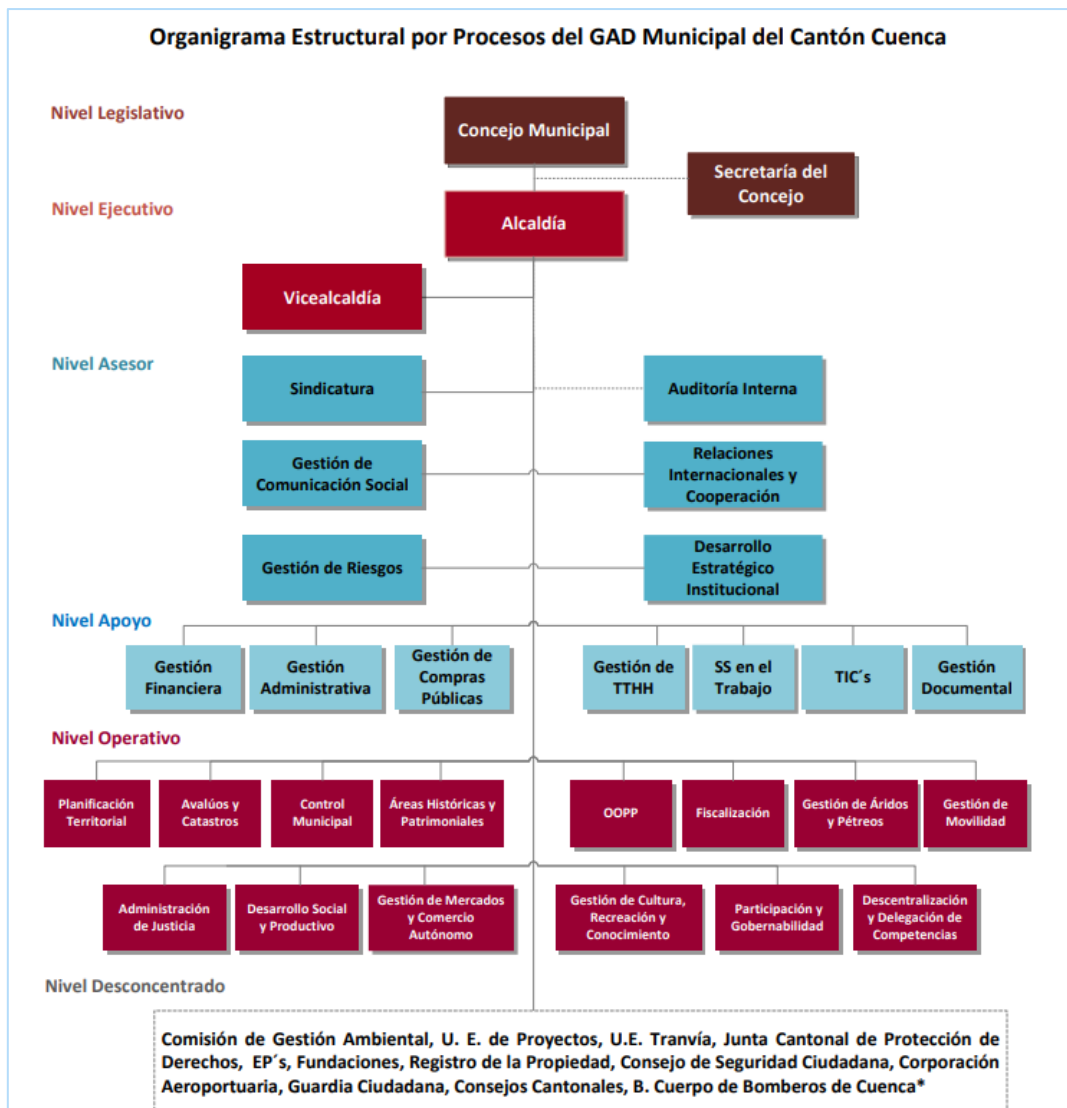 Organigrama Estructural por Procesos del GAD Municipal del Cantón Cuenca
Nivel Legislativo
Concejo Municipal
Secretaría del
Concejo
Nivel Ejecutivo
Alcaldía
Vicealcaldía
Nivel Asesor
Sindicatura
Auditoría Interna
Gestión de
Comunicación Social
Relaciones
Internacionales y
Cooperación
Gestión de Riesgos
Desarrollo
Estratégico
Institucional
Nivel Apoyo
Gestión
Financiera
Gestión
Administrativa
Gestión de
Compras
Públicas
Gestión de
TTHH
SS en el
Trabajo
TIC´s
Gestión
Documental
Nivel Operativo
Planificación
Territorial
Avalúos y
Catastros
Control
Municipal
Áreas Históricas y
Patrimoniales
OOPP
Fiscalización
Gestión de Áridos
y Pétreos
Gestión de
Movilidad
Administración
de Justicia
Desarrollo Social
y Productivo
Gestión de Mercados
y Comercio
Autónomo
Gestión de Cultura,
Recreación y
Conocimiento
Participación y
Gobernabilidad
Descentralización
y Delegación de
Competencias
Nivel Desconcentrado
Comisión de Gestión Ambiental, U. E. de Proyectos, U.E. Tranvía, Junta Cantonal de Protección de
Derechos, EP´s, Fundaciones, Registro de la Propiedad, Consejo de Seguridad Ciudadana, Corporación
Aeroportuaria, Guardia Ciudadana, Consejos Cantonales, B. Cuerpo de Bomberos de Cuenca*